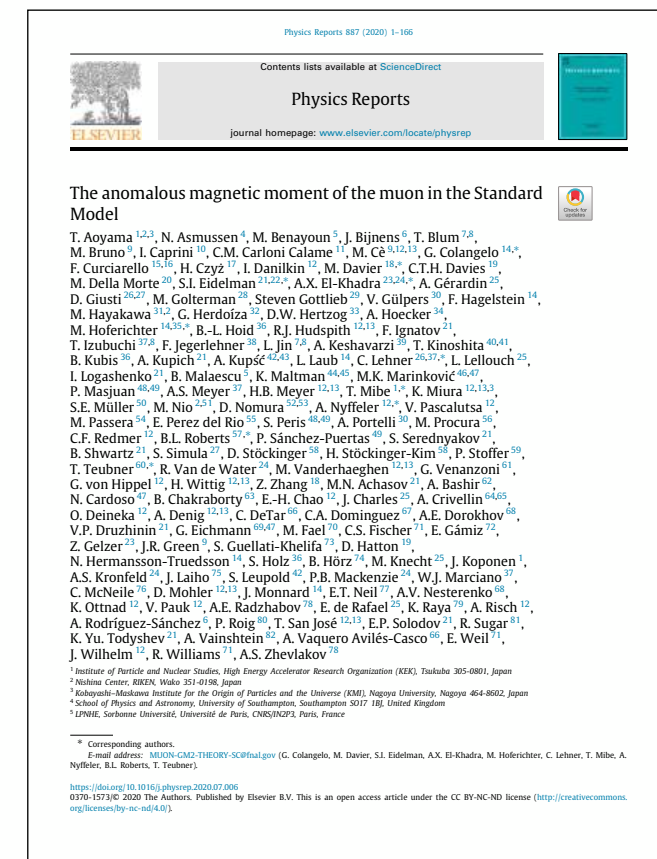 Physics Reports 887 (2020) 1–166
Contents lists available at ScienceDirect
Physics Reports
journal homepage: www.elsevier.com/locate/physrep
ELSEVIER
PHYSICS REPORTS
The anomalous magnetic moment of the muon in the Standard
Model
Check for
updates
T. Aoyama 1,2,3, N. Asmussen 4, M. Benayoun 5, J. Bijnens 6, T. Blum 7,8,
M. Bruno 9, I. Caprini 10, C.M. Carloni Calame 11, M. Cè 9,12,13, G. Colangelo 14,*,
F. Curciarello 15,16, H. Czyż 17, I. Danilkin 12, M. Davier 18,*, C.T.H. Davies 19,
M. Della Morte 20, S.I. Eidelman 21,22,*, A.X. El-Khadra 23,24,*, A. Gérardin 25,
D. Giusti 26,27, M. Golterman 28, Steven Gottlieb 29, V. Gülpers 30, F. Hagelstein 14,
M. Hayakawa 31,2, G. Herdoíza 32, D.W. Hertzog 33, A. Hoecker 34,
M. Hoferichter 14,35,*, B.-L. Hoid 36, R.J. Hudspith 12,13, F. Ignatov 21,
T. Izubuchi 37,8, F. Jegerlehner 38, L. Jin 7,8, A. Keshavarzi 39, T. Kinoshita 40,41,
B. Kubis 36, A. Kupich 21, A. Kupść 42,43, L. Laub 14, C. Lehner 26,37,*, L. Lellouch 25,
I. Logashenko 21, B. Malaescu 5, K. Maltman 44,45, M.K. Marinković 46,47,
P. Masjuan 48,49, A.S. Meyer 37, H.B. Meyer 12,13, T. Mibe 1,*, K. Miura 12,13,3,
S.E. Müller 50, M. Nio 2,51, D. Nomura 52,53, A. Nyffeler 12,*, V. Pascalutsa 12,
M. Passera 54, E. Perez del Rio 55, S. Peris 48,49, A. Portelli 30, M. Procura 56,
C.F. Redmer 12, B.L. Roberts 57,*, P. Sánchez-Puertas 49, S. Serednyakov 21,
B. Shwartz 21, S. Simula 27, D. Stöckinger 58, H. Stöckinger-Kim 58, P. Stoffer 59,
T. Teubner 60,*, R. Van de Water 24, M. Vanderhaeghen 12,13, G. Venanzoni 61,
G. von Hippel 12, H. Wittig 12,13, Z. Zhang 18, M.N. Achasov 21, A. Bashir 62,
N. Cardoso 47, B. Chakraborty 63, E.-H. Chao 12, J. Charles 25, A. Crivellin 64,65,
O. Deineka 12, A. Denig 12,13, C. DeTar 66, C.A. Dominguez 67, A.E. Dorokhov 68,
V.P. Druzhinin 21, G. Eichmann 69,47, M. Fael 70, C.S. Fischer 71, E. Gámiz 72,
Z. Gelzer 23, J.R. Green 9, S. Guellati-Khelifa 73, D. Hatton 19,
N. Hermansson-Truedsson 14, S. Holz 36, B. Hörz 74, M. Knecht 25, J. Koponen 1,
A.S. Kronfeld 24, J. Laiho 75, S. Leupold 42, P.B. Mackenzie 24, W.J. Marciano 37,
C. McNeile 76, D. Mohler 12,13, J. Monnard 14, E.T. Neil 77, A.V. Nesterenko 68,
K. Ottnad 12, V. Pauk 12, A.E. Radzhabov 78, E. de Rafael 25, K. Raya 79, A. Risch 12,
A. Rodríguez-Sánchez 6, P. Roig 80, T. San José 12,13, E.P. Solodov 21, R. Sugar 81,
K. Yu. Todyshev 21, A. Vainshtein 82, A. Vaquero Avilés-Casco 66, E. Weil 71,
J. Wilhelm 12, R. Williams 71, A.S. Zhevlakov 78
1 Institute of Particle and Nuclear Studies, High Energy Accelerator Research Organization (KEK), Tsukuba 305-0801, Japan
2 Nishina Center, RIKEN, Wako 351-0198, Japan
3 Kobayashi–Maskawa Institute for the Origin of Particles and the Universe (KMI), Nagoya University, Nagoya 464-8602, Japan
4 School of Physics and Astronomy, University of Southampton, Southampton SO17 1BJ, United Kingdom
5 LPNHE, Sorbonne Université, Université de Paris, CNRS/IN2P3, Paris, France
* Corresponding authors.
E-mail address: MUON-GM2-THEORY-SC@fnal.gov (G. Colangelo, M. Davier, S.I. Eidelman, A.X. El-Khadra, M. Hoferichter, C. Lehner, T. Mibe, A.
Nyffeler, B.L. Roberts, T. Teubner).
https://doi.org/10.1016/j.physrep.2020.07.006
0370-1573/© 2020 The Authors. Published by Elsevier B.V. This is an open access article under the CC BY-NC-ND license (http://creativecommons.
org/licenses/by-nc-nd/4.0/).